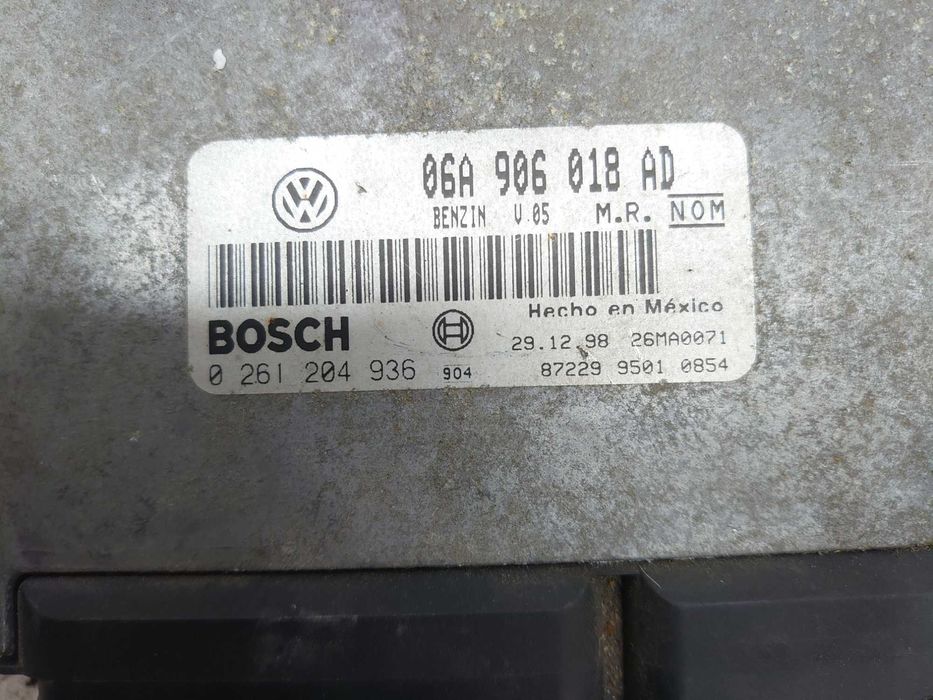 06A 906 018 AD
BENZIN V.05 M.R. NOM
Hecho en México
BOSCH 29.12.98 26MA0071
0 261 204 936 904 87229 9501 0854